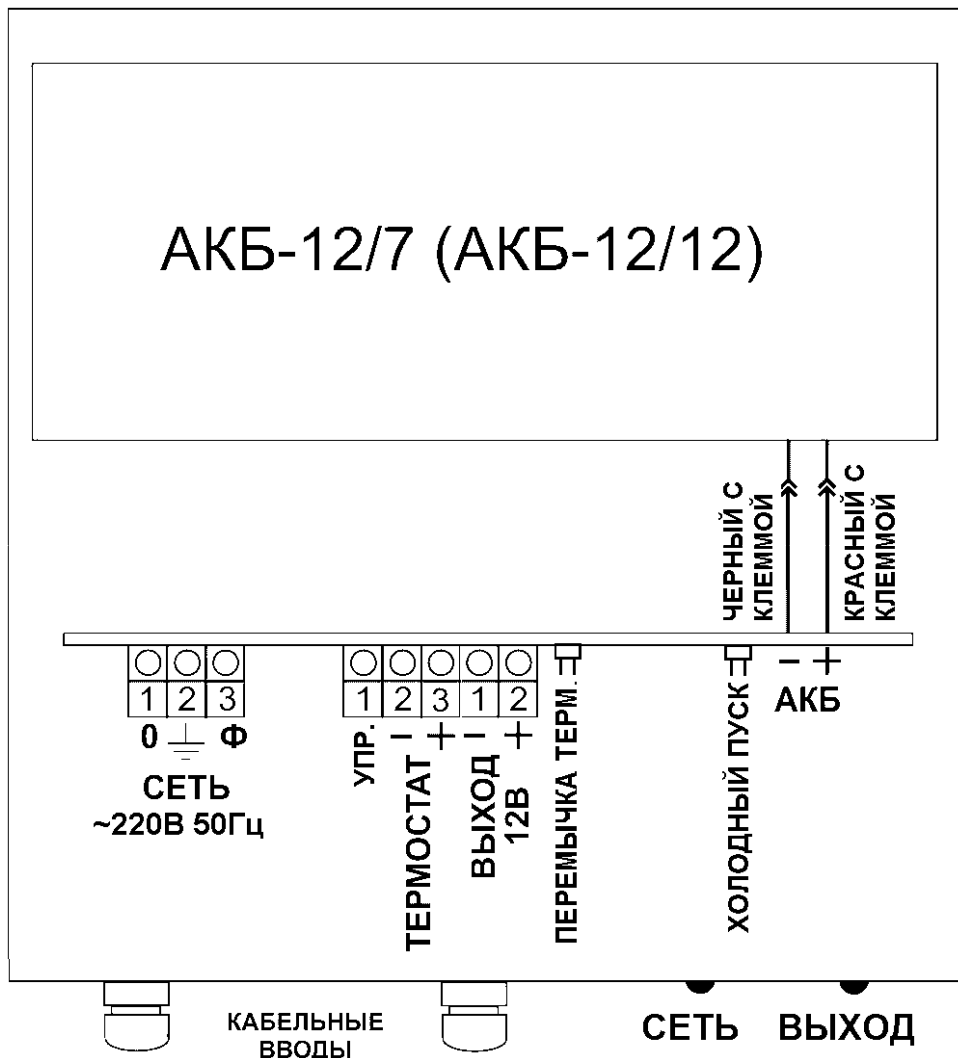 АКБ-12/7 (АКБ-12/12)
ЧЕРНЫЙ С
КЛЕММОЙ
КРАСНЫЙ С
КЛЕММОЙ
1 2 3
1 2 3 1 2
0 Ф
СЕТЬ
~220В 50Гц
УПР.
− +
ТЕРМОСТАТ
− +
ВЫХОД
12В
ПЕРЕМЫЧКА ТЕРМ.
ХОЛОДНЫЙ ПУСК
− +
АКБ
КАБЕЛЬНЫЕ
ВВОДЫ
СЕТЬ
ВЫХОД